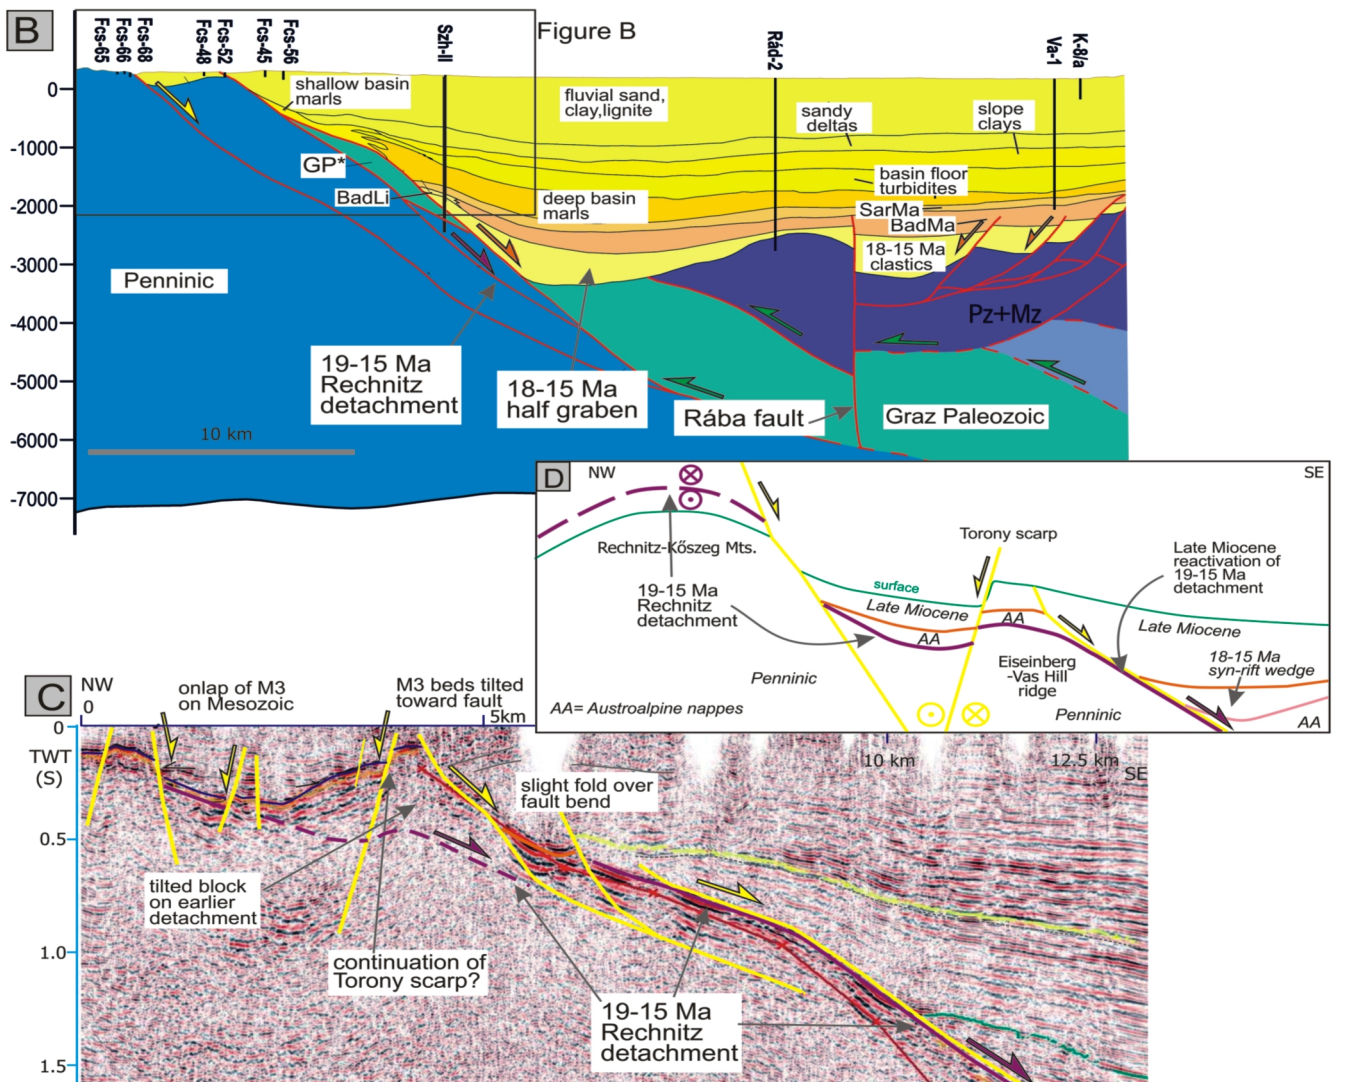 B
Figure B
Fcs-65
Fcs-66
Fcs-68
Fcs-48
Fcs-52
Fcs-45
Fcs-56
Szh-II
Rád-2
Va-1
K-8/a
0
-1000
-2000
-3000
-4000
-5000
-6000
-7000
shallow basin
marls
fluvial sand,
clay,lignite
sandy
deltas
slope
clays
GP*
BadLi
deep basin
marls
basin floor
turbidites
SarMa
BadMa
18-15 Ma
clastics
Penninic
Pz+Mz
19-15 Ma
Rechnitz
detachment
18-15 Ma
half graben
Rába fault
Graz Paleozoic
10 km
D
NW
SE
Rechnitz-Kőszeg Mts.
Torony scarp
Late Miocene
reactivation of
19-15 Ma
detachment
19-15 Ma
Rechnitz
detachment
surface
Late Miocene
AA
AA
Late Miocene
Eiseinberg
-Vas Hill
ridge
18-15 Ma
syn-rift wedge
Penninic
Penninic
AA
AA= Austroalpine nappes
C
NW
0
onlap of M3
on Mesozoic
M3 beds tilted
toward fault
5km
10 km
12.5 km
SE
0
TWT
(S)
0.5
1.0
1.5
slight fold over
fault bend
tilted block
on earlier
detachment
continuation of
Torony scarp?
19-15 Ma
Rechnitz
detachment